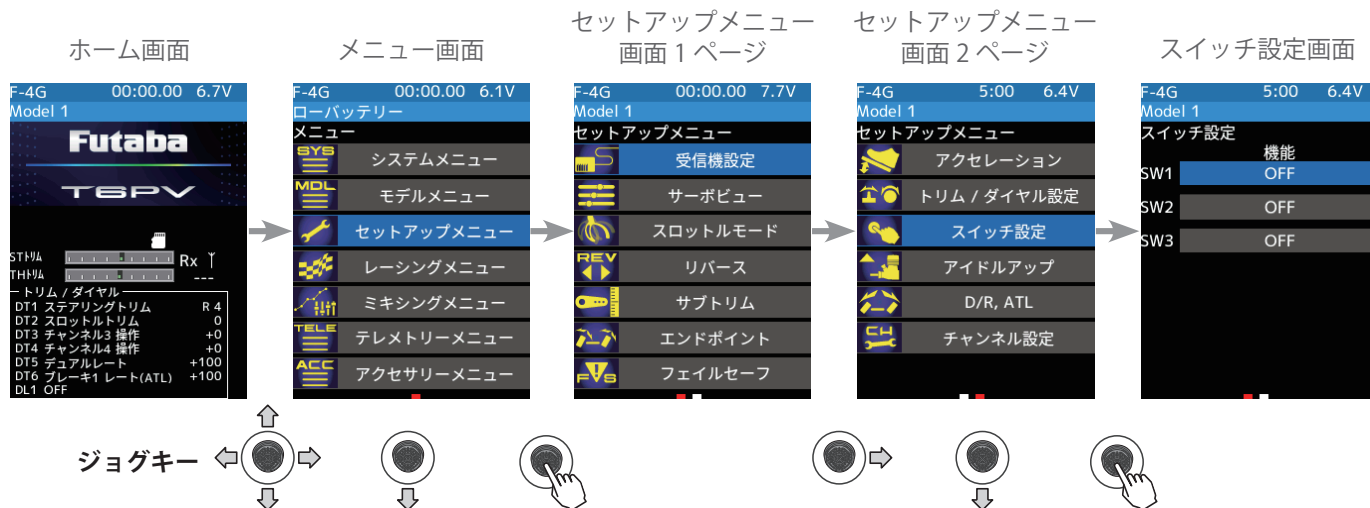 ホーム画面
F-4G 00:00.00 6.7V
Model 1
Futaba
T6PV
STトリム
Rx
THトリム
---
トリム / ダイヤル
DT1 ステアリングトリム R 4
DT2 スロットルトリム 0
DT3 チャンネル3 操作 +0
DT4 チャンネル4 操作 +0
DT5 デュアルレート +100
DT6 ブレーキ1 レート(ATL) +100
DL1 OFF
メニュー画面
F-4G 00:00.00 6.1V
ローバッテリー
メニュー
SYS システムメニュー
MDL モデルメニュー
セットアップメニュー
レーシングメニュー
ミキシングメニュー
TELE テレメトリーメニュー
ACC アクセサリーメニュー
セットアップメニュー
画面 1 ページ
F-4G 00:00.00 7.7V
Model 1
セットアップメニュー
受信機設定
サーボビュー
スロットルモード
REV リバース
サブトリム
エンドポイント
F/S フェイルセーフ
セットアップメニュー
画面 2 ページ
F-4G 5:00 6.4V
Model 1
セットアップメニュー
アクセレーション
トリム / ダイヤル設定
スイッチ設定
アイドルアップ
D/R, ATL
CH チャンネル設定
スイッチ設定画面
F-4G 5:00 6.4V
Model 1
スイッチ設定
機能
SW1 OFF
SW2 OFF
SW3 OFF
ジョグキー